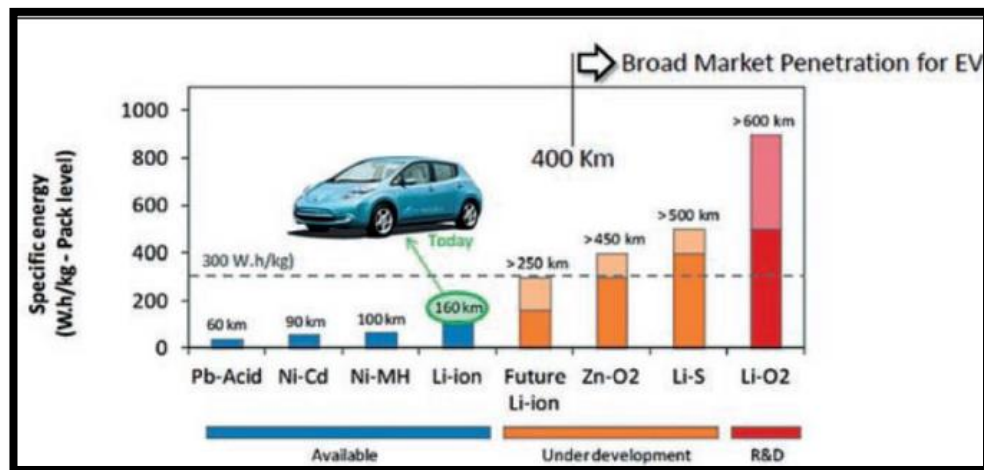 Broad Market Penetration for EV
400 Km
Specific energy
(W.h/kg - Pack level)
1000
800
600
400
200
0
300 W.h/kg)
Today
60 km
90 km
100 km
160 km
>250 km
>450 km
>500 km
>600 km
Pb-Acid
Ni-Cd
Ni-MH
Li-ion
Future
Li-ion
Zn-O2
Li-S
Li-O2
Available
Under development
R&D